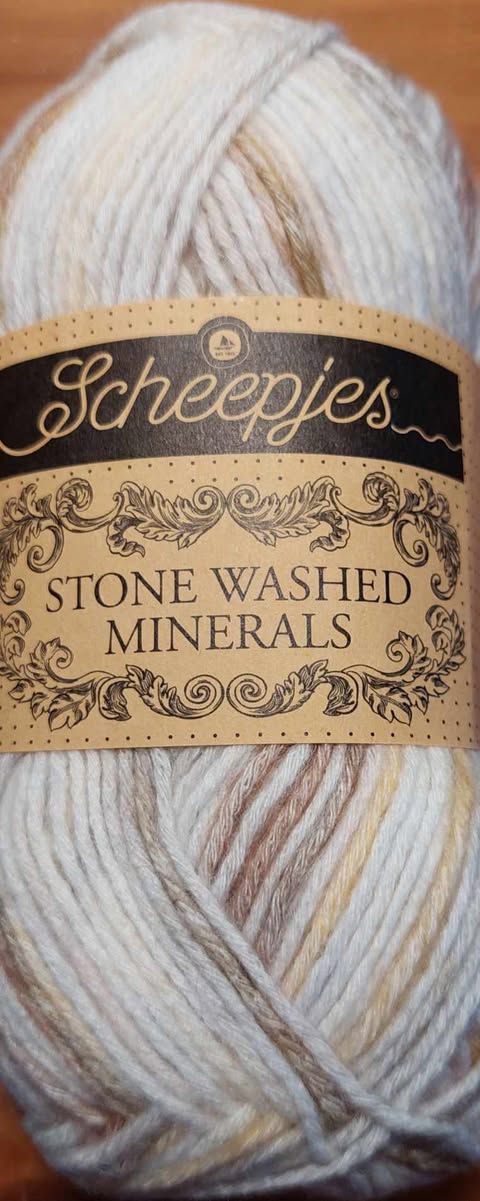 Scheepjes
STONE WASHED
MINERALS